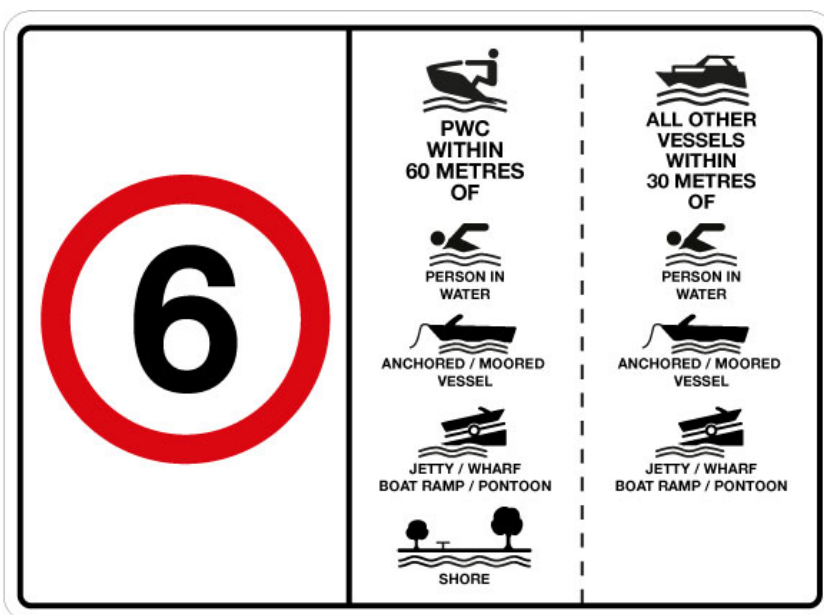 6
PWC
WITHIN
60 METRES
OF
PERSON IN
WATER
ANCHORED / MOORED
VESSEL
JETTY / WHARF
BOAT RAMP / PONTOON
SHORE
ALL OTHER
VESSELS
WITHIN
30 METRES
OF
PERSON IN
WATER
ANCHORED / MOORED
VESSEL
JETTY / WHARF
BOAT RAMP / PONTOON